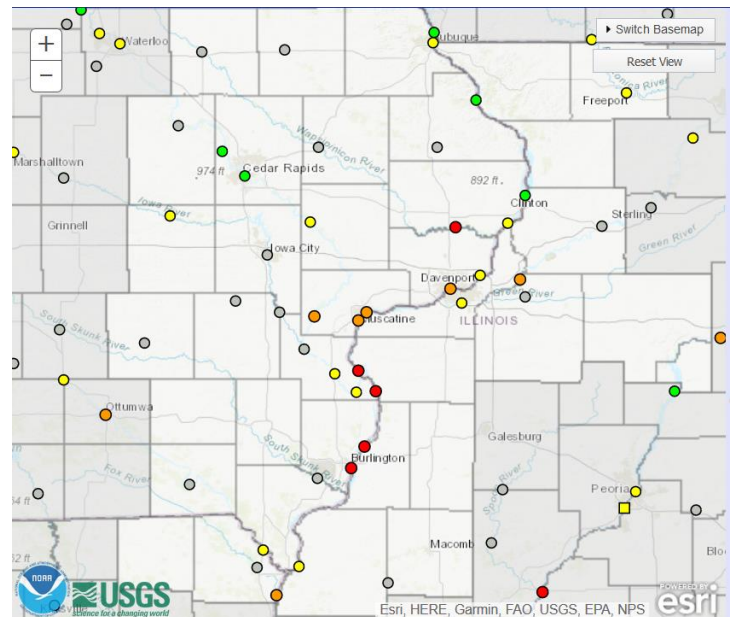 +
−
Switch Basemap
Reset View
Waterloo
Dubuque
Freeport
Wapsipinicon River
Marshalltown
974 ft
Cedar Rapids
892 ft
Clinton
Sterling
Iowa River
Grinnell
Iowa City
Green River
Davenport
Green River
Muscatine
ILLINOIS
South Skunk River
Ottumwa
Galesburg
South Skunk River
Burlington
Fox River
Spoon River
Peoria
Macomb
NOAA
USGS
science for a changing world
Esri, HERE, Garmin, FAO, USGS, EPA, NPS
POWERED BY
esri